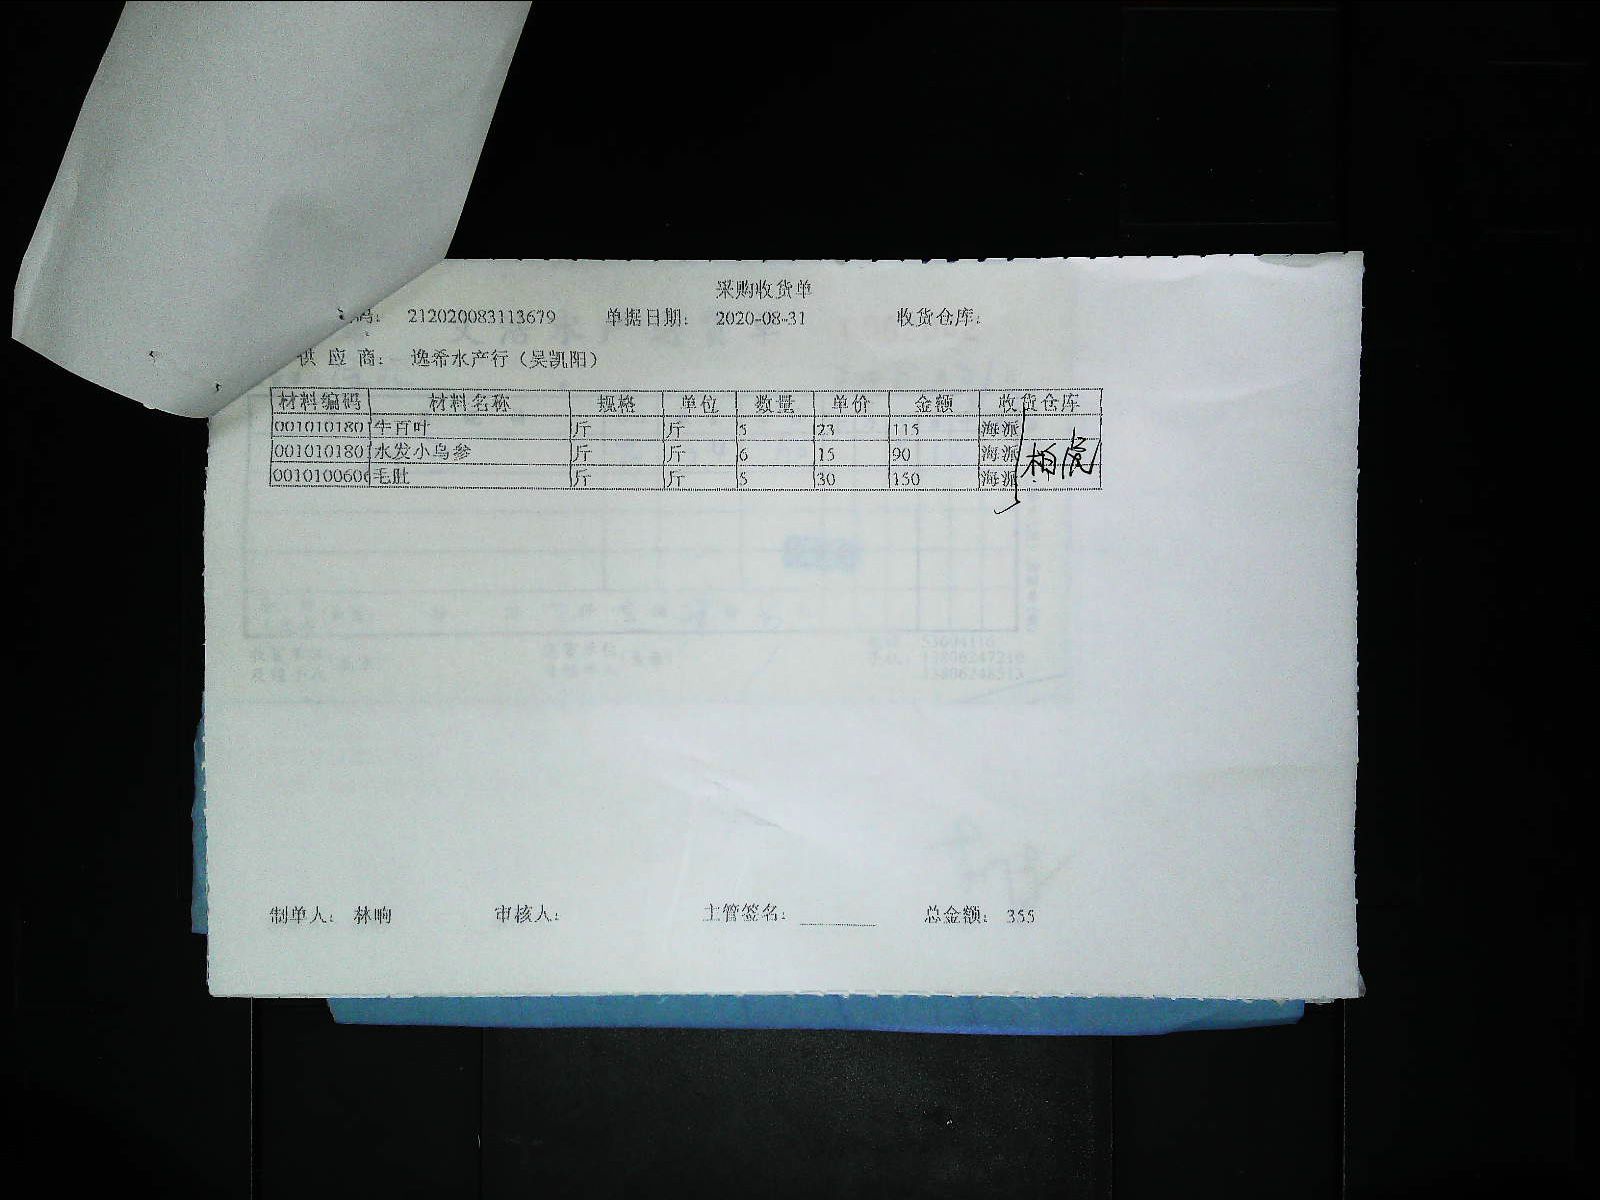 采购收货单
码: 212020083113679 单据日期: 2020-08-31 收货仓库:
供应商: 逸希水产行（吴凯阳）
材料编码 材料名称 规格 单位 数量 单价 金额 收货仓库
001010180 牛百叶 斤 斤 5 23 115 海派
001010180 水发小乌参 斤 斤 6 15 90 海派
0010100606 毛肚 斤 斤 5 30 150 海派
制单人: 林响 审核人: 主管签名: 总金额: 355